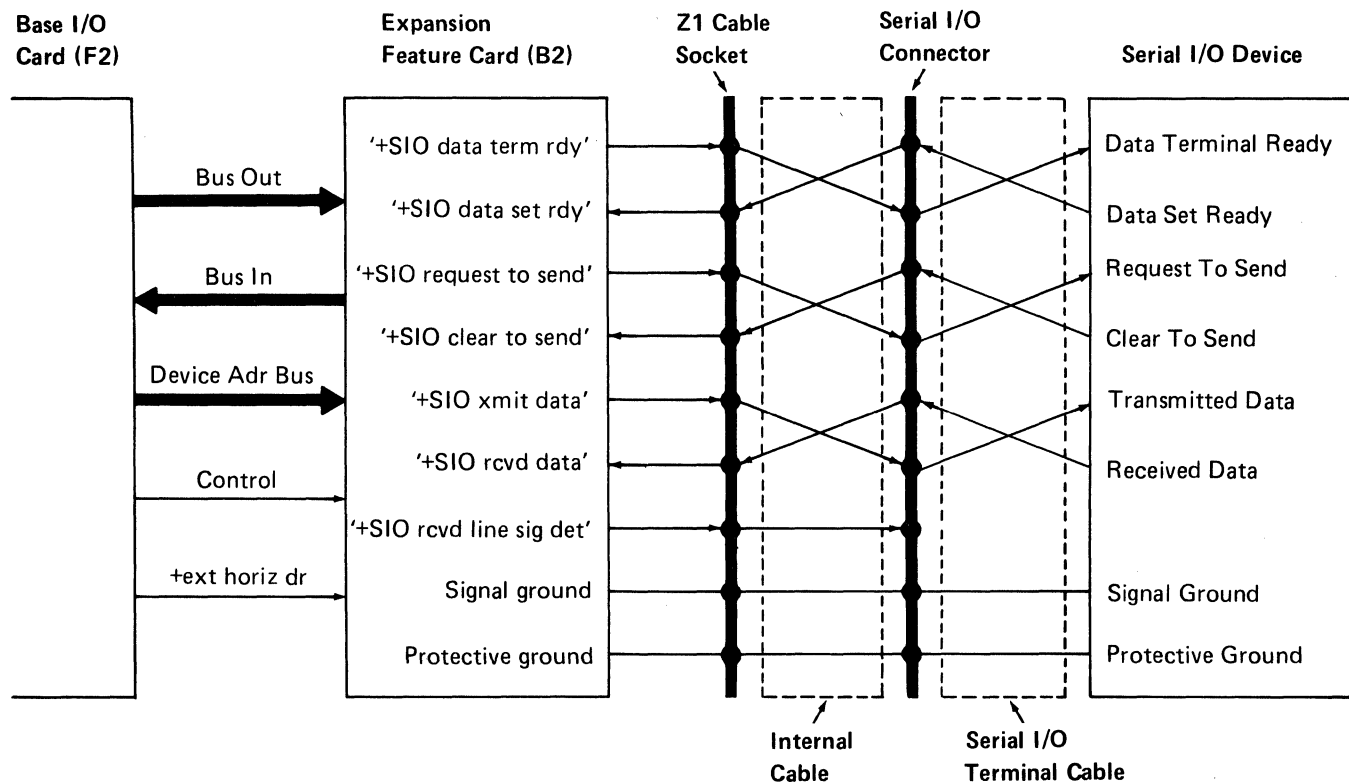 Base I/O
Card (F2)
Expansion
Feature Card (B2)
Z1 Cable
Socket
Serial I/O
Connector
Serial I/O Device
Bus Out
Bus In
Device Adr Bus
Control
+ext horiz dr
'+SIO data term rdy'
'+SIO data set rdy'
'+SIO request to send'
'+SIO clear to send'
'+SIO xmit data'
'+SIO rcvd data'
'+SIO rcvd line sig det'
Signal ground
Protective ground
Data Terminal Ready
Data Set Ready
Request To Send
Clear To Send
Transmitted Data
Received Data
Signal Ground
Protective Ground
Internal
Cable
Serial I/O
Terminal Cable